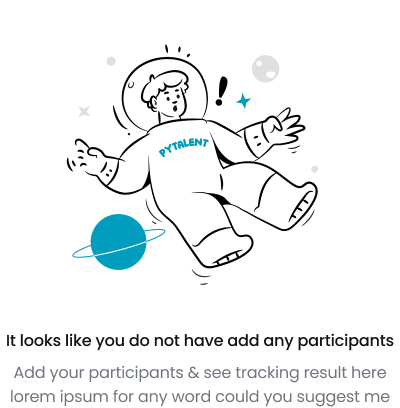 PYTALENT
It looks like you do not have add any participants
Add your participants & see tracking result here
lorem ipsum for any word could you suggest me